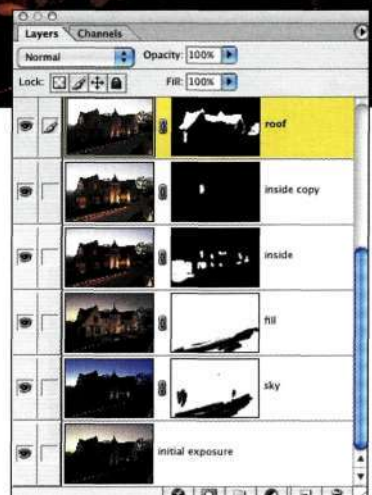 Layers Channels
Normal Opacity: 100%
Lock: Fill: 100%
roof
inside copy
inside
fill
sky
initial exposure